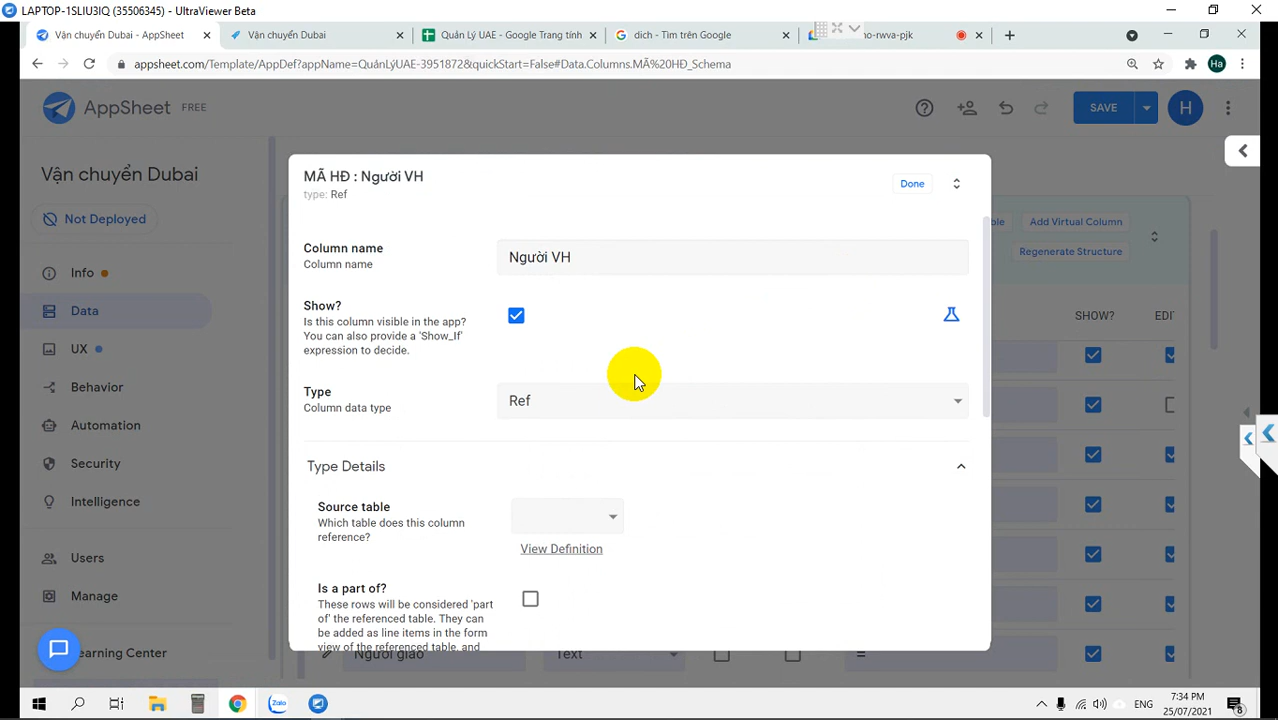 LAPTOP-1SLIU3IQ (35506345) - UltraViewer Beta
Vận chuyển Dubai - AppSheet
Vận chuyển Dubai
Quản Lý UAE - Google Trang tính
dich - Tìm trên Google
no-rwva-pjk
appsheet.com/Template/AppDef?appName=QuảnLýUAE-3951872&quickStart=False#Data.Columns.MÃ%20HĐ_Schema
Ha
AppSheet FREE
SAVE
H
Vận chuyển Dubai
Not Deployed
Info
Data
UX
Behavior
Automation
Security
Intelligence
Users
Manage
earning Center
MÃ HĐ : Người VH
type: Ref
Done
Column name
Column name
Người VH
Show?
Is this column visible in the app?
You can also provide a 'Show_If'
expression to decide.
Type
Column data type
Ref
Type Details
Source table
Which table does this column
reference?
View Definition
Is a part of?
These rows will be considered 'part
of' the referenced table. They can
be added as line items in the form
view of the referenced table, and
ble
Add Virtual Column
Regenerate Structure
SHOW?
EDIT
Người giao
Text
=
ENG
7:34 PM
25/07/2021
8